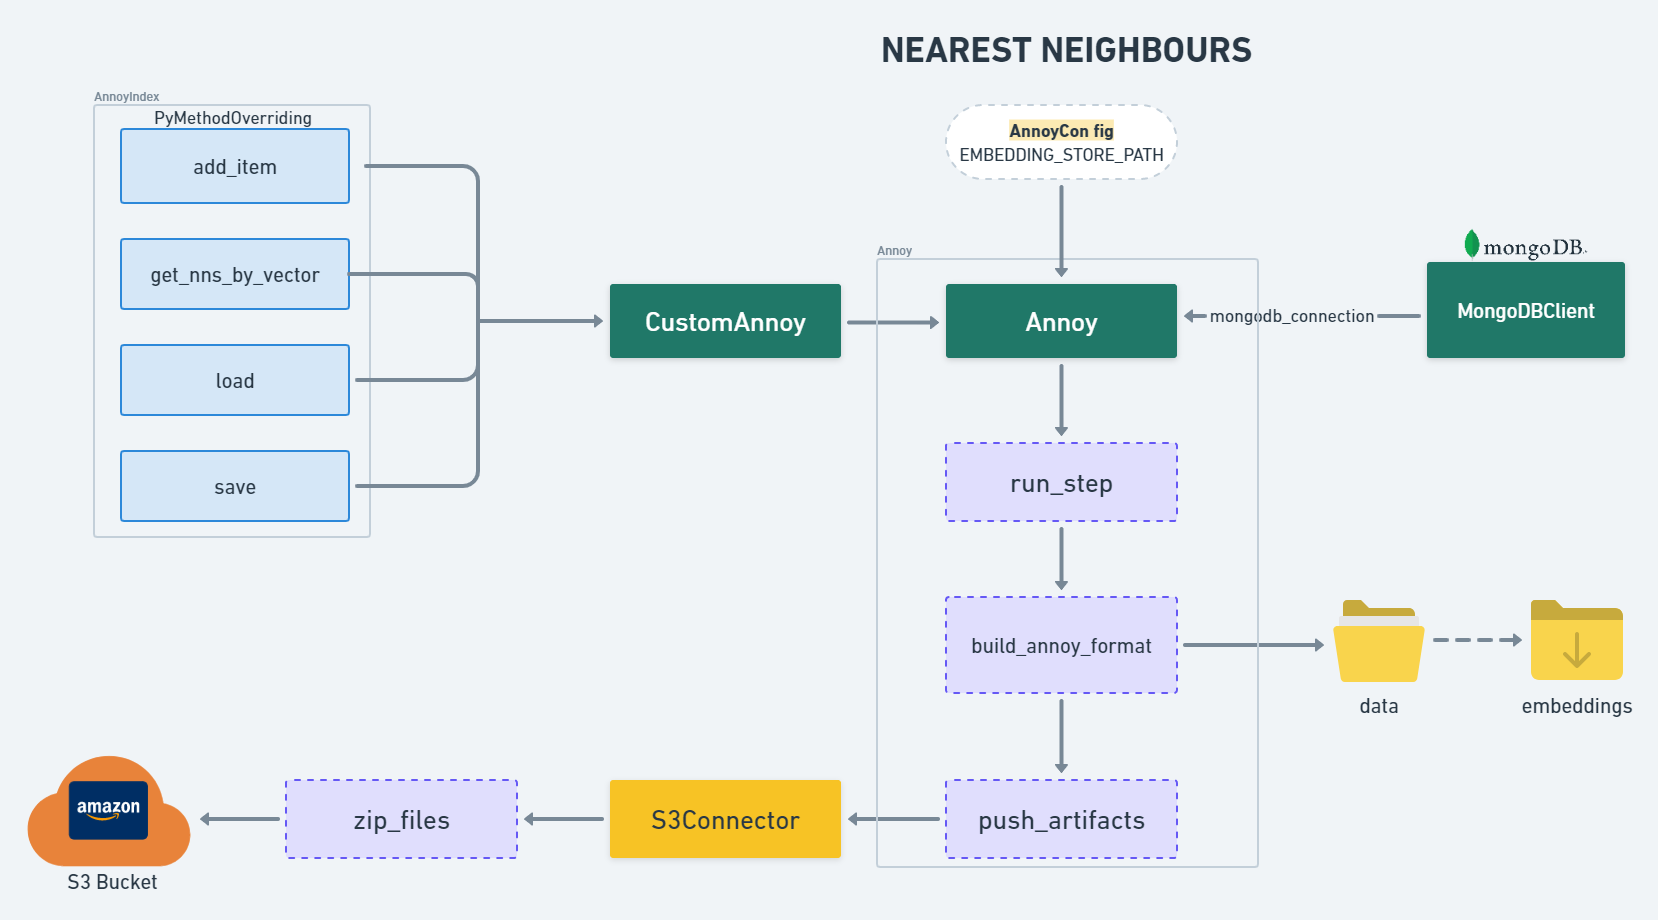 NEAREST NEIGHBOURS
AnnoyIndex
PyMethodOverriding
add_item
get_nns_by_vector
load
save
CustomAnnoy
AnnoyCon fig
EMBEDDING_STORE_PATH
Annoy
Annoy
mongodb_connection
mongoDB.
MongoDBClient
run_step
build_annoy_format
data
embeddings
push_artifacts
S3Connector
zip_files
amazon
S3 Bucket